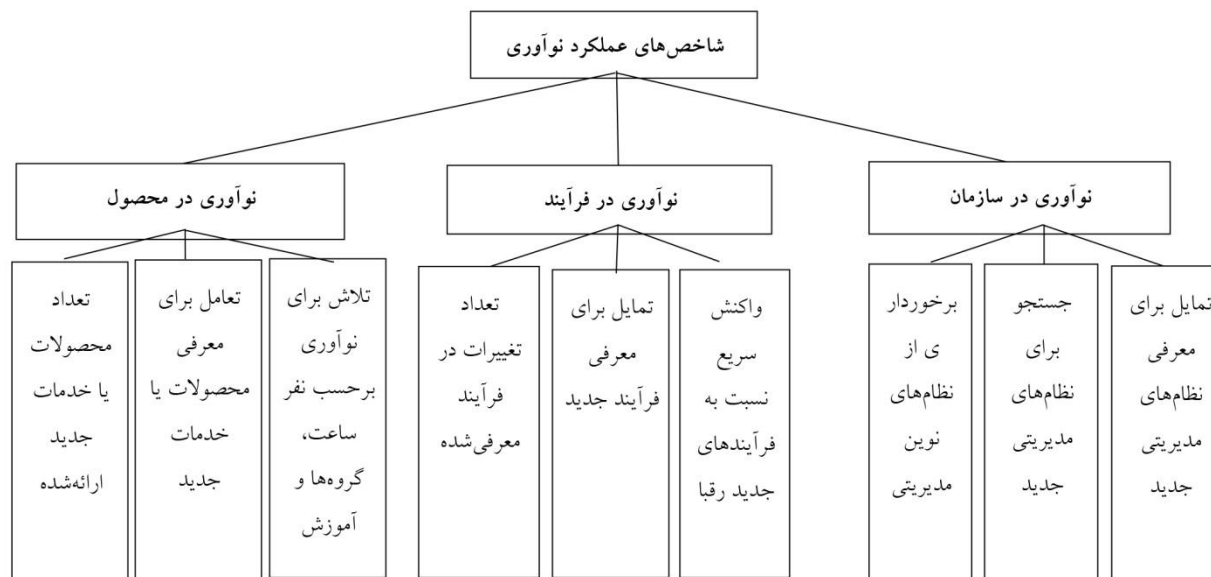 شاخص‌های عملکرد نوآوری
نوآوری در سازمان
نوآوری در فرآیند
نوآوری در محصول
تمایل برای
معرفی
نظام‌های
مدیریتی
جدید
جستجو
برای
نظام‌های
مدیریتی
جدید
برخوردار
ی از
نظام‌های
نوین
مدیریتی
واکنش
سریع
نسبت به
فرآیندهای
جدید رقبا
تمایل برای
معرفی
فرآیند جدید
تعداد
تغییرات در
فرآیند
معرفی‌شده
تلاش برای
نوآوری
برحسب نفر
ساعت،
گروه‌ها و
آموزش
تعامل برای
معرفی
محصولات یا
خدمات
جدید
تعداد
محصولات
یا خدمات
جدید
ارائه‌شده